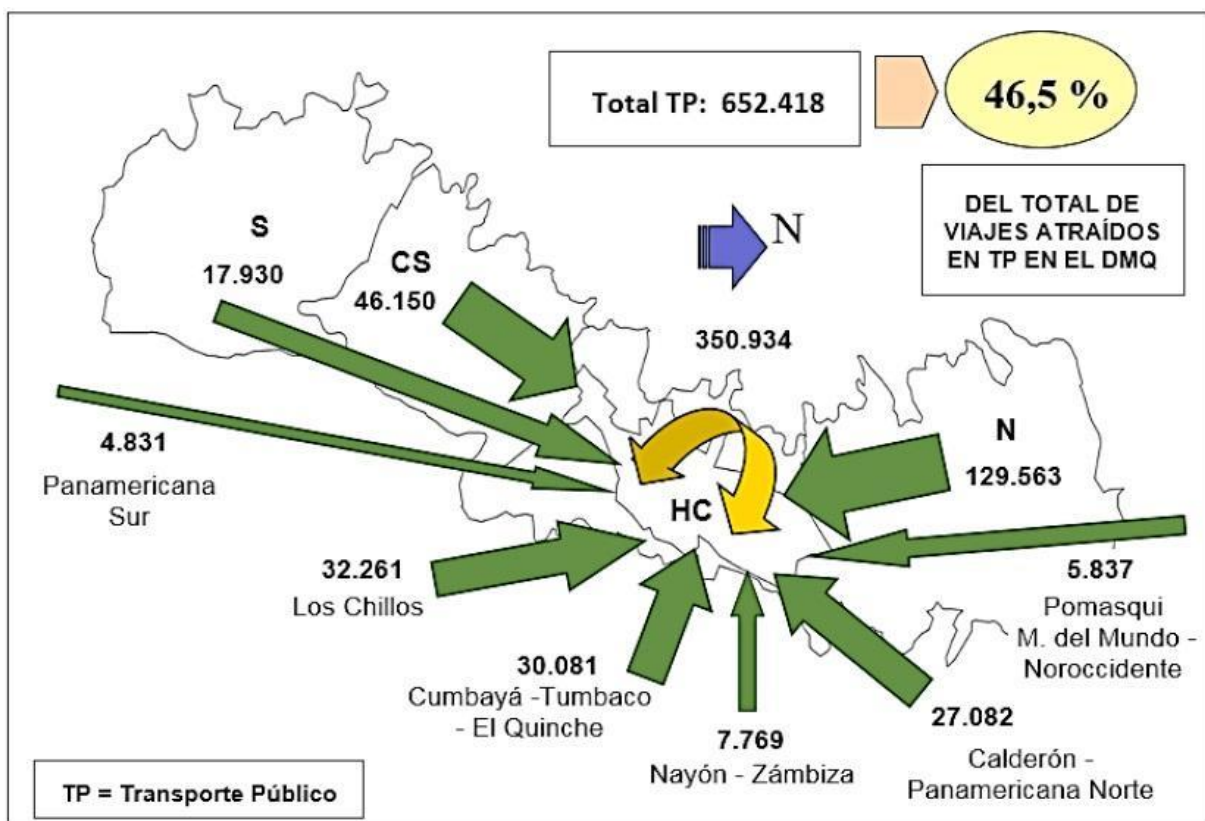 Total TP: 652.418
46,5 %
DEL TOTAL DE
VIAJES ATRAÍDOS
EN TP EN EL DMQ
N
S
17.930
CS
46.150
350.934
N
129.563
HC
4.831
Panamericana
Sur
32.261
Los Chillos
30.081
Cumbayá -Tumbaco
- El Quinche
7.769
Nayón - Zámbiza
27.082
Calderón -
Panamericana Norte
5.837
Pomasqui
M. del Mundo -
Noroccidente
TP = Transporte Público